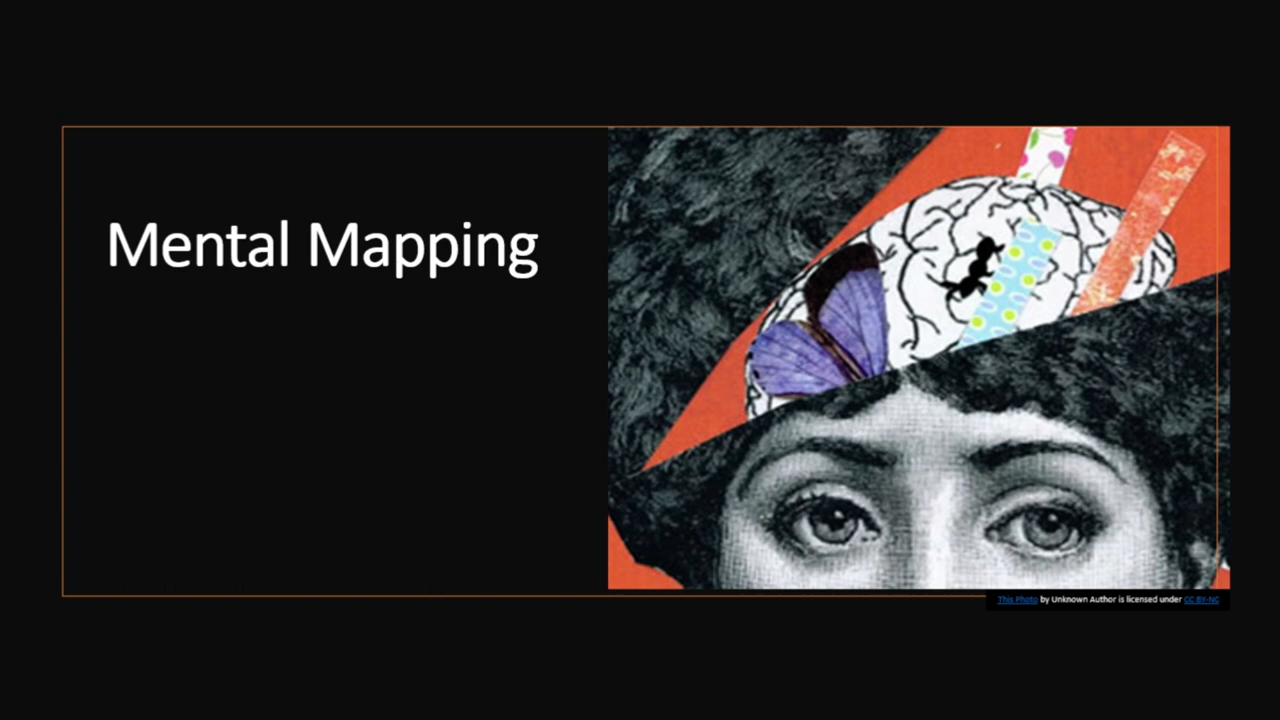 Mental Mapping
This Photo by Unknown Author is licensed under CC BY-NC